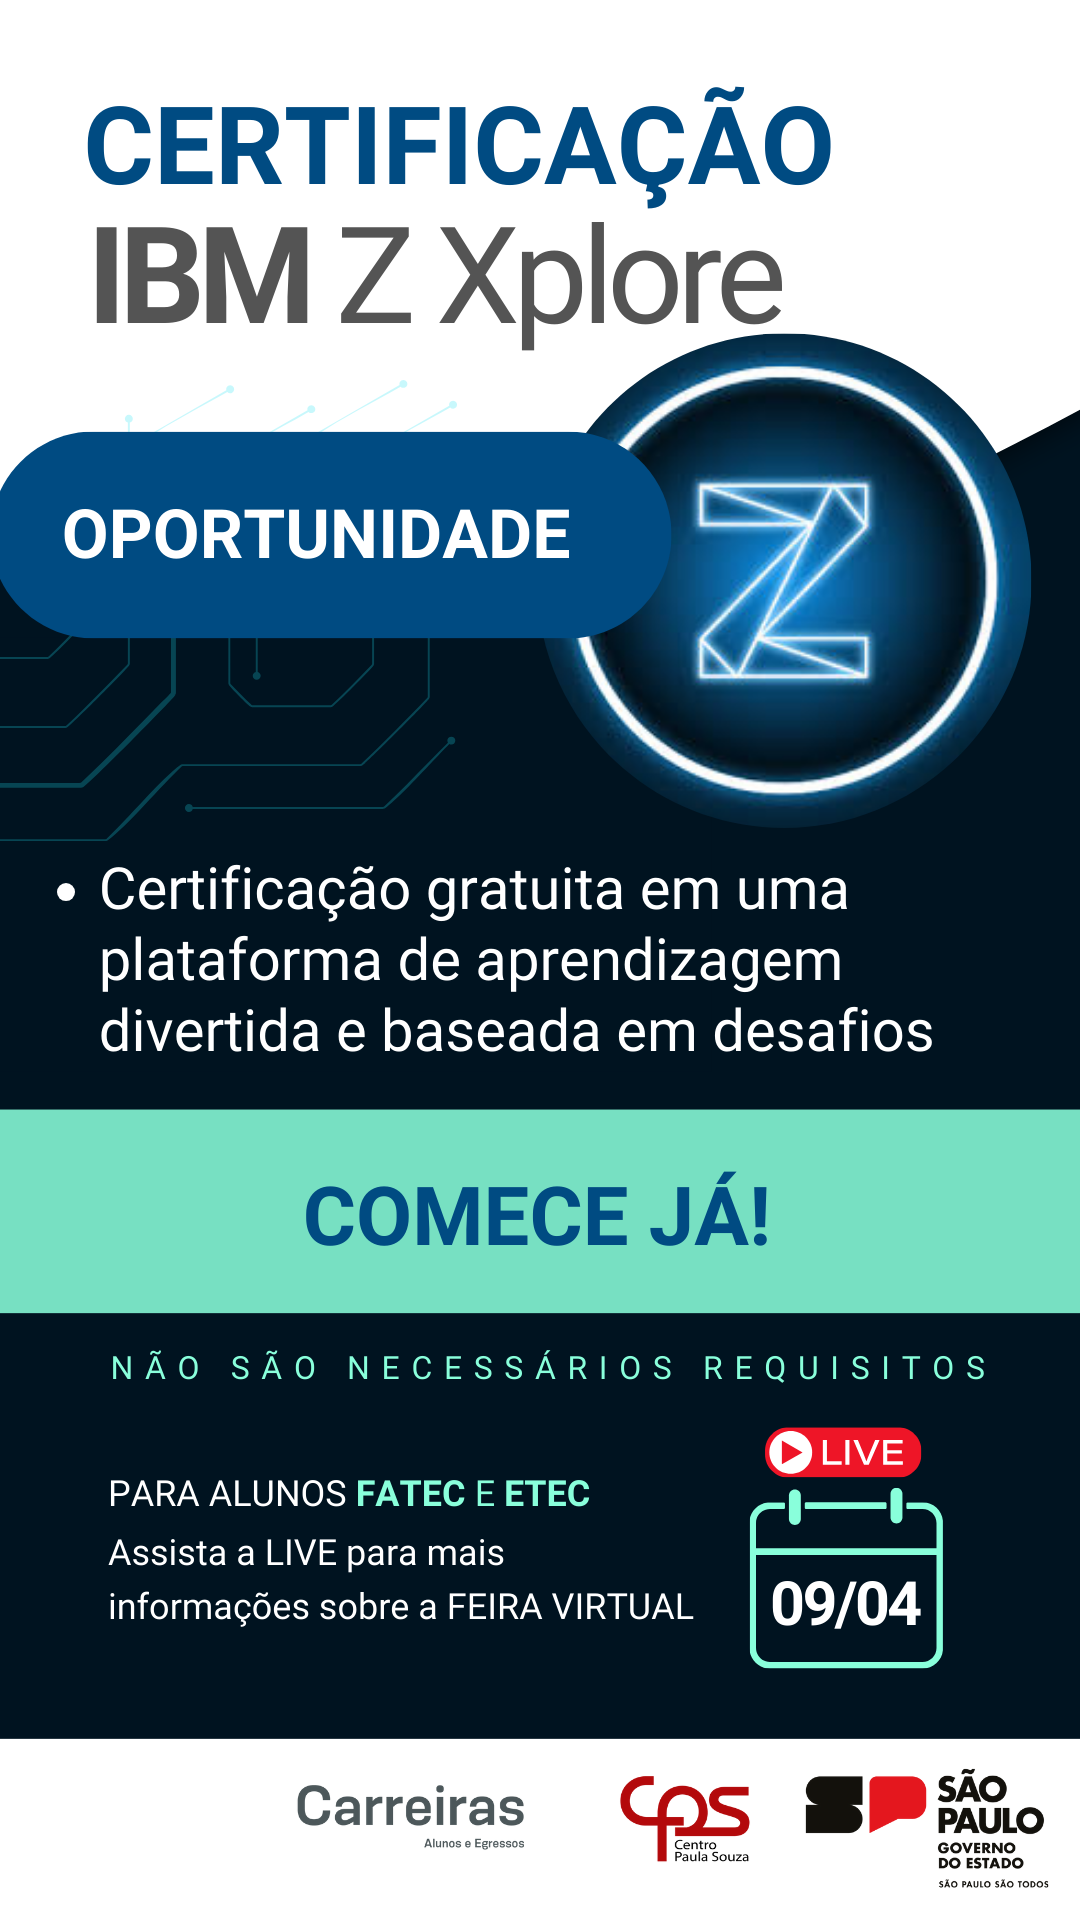 CERTIFICAÇÃO
IBM Z Xplore
OPORTUNIDADE
Z
• Certificação gratuita em uma
plataforma de aprendizagem
divertida e baseada em desafios
COMECE JÁ!
NÃO SÃO NECESSÁRIOS REQUISITOS
LIVE
PARA ALUNOS FATEC E ETEC
Assista a LIVE para mais
informações sobre a FEIRA VIRTUAL
09/04
Carreiras
Alunos e Egressos
CPS
Centro
Paula Souza
SP
SÃO
PAULO
GOVERNO
DO ESTADO
SÃO PAULO SÃO TODOS